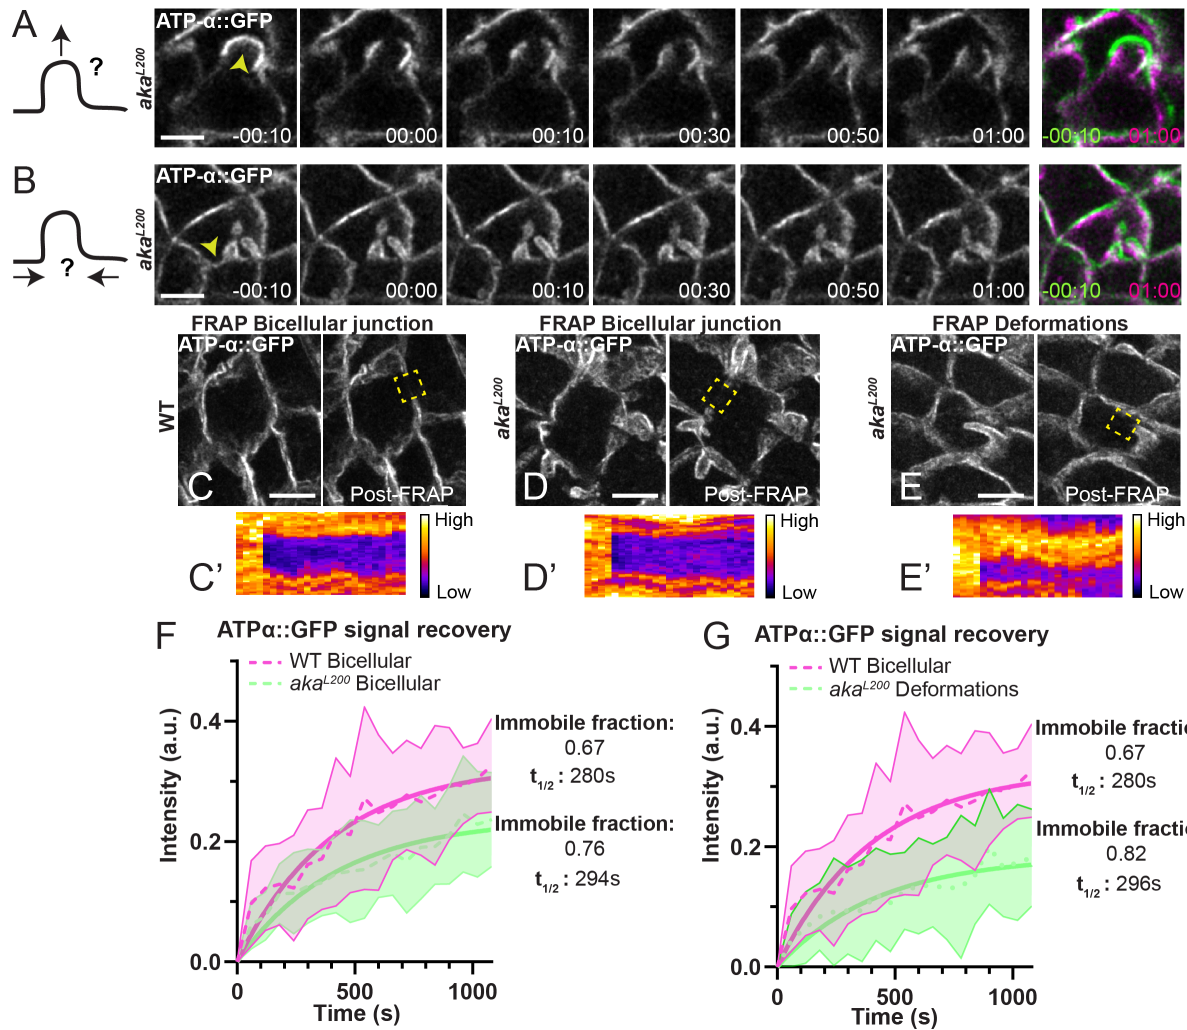 A
?
aka^L200
ATP-α::GFP
-00:10
00:00
00:10
00:30
00:50
01:00
-00:10 01:00
B
?
aka^L200
ATP-α::GFP
-00:10
00:00
00:10
00:30
00:50
01:00
-00:10 01:00
FRAP Bicellular junction
ATP-α::GFP
WT
C
Post-FRAP
FRAP Bicellular junction
ATP-α::GFP
aka^L200
D
Post-FRAP
FRAP Deformations
ATP-α::GFP
aka^L200
E
Post-FRAP
C'
High
Low
D'
High
Low
E'
High
Low
F
ATPα::GFP signal recovery
WT Bicellular
aka^L200 Bicellular
Intensity (a.u.)
0.4
0.2
0.0
0
500
1000
Time (s)
Immobile fraction:
0.67
t1/2 : 280s
Immobile fraction:
0.76
t1/2 : 294s
G
ATPα::GFP signal recovery
WT Bicellular
aka^L200 Deformations
Intensity (a.u.)
0.4
0.2
0.0
0
500
1000
Time (s)
Immobile fractio
0.67
t1/2 : 280s
Immobile fractio
0.82
t1/2 : 296s